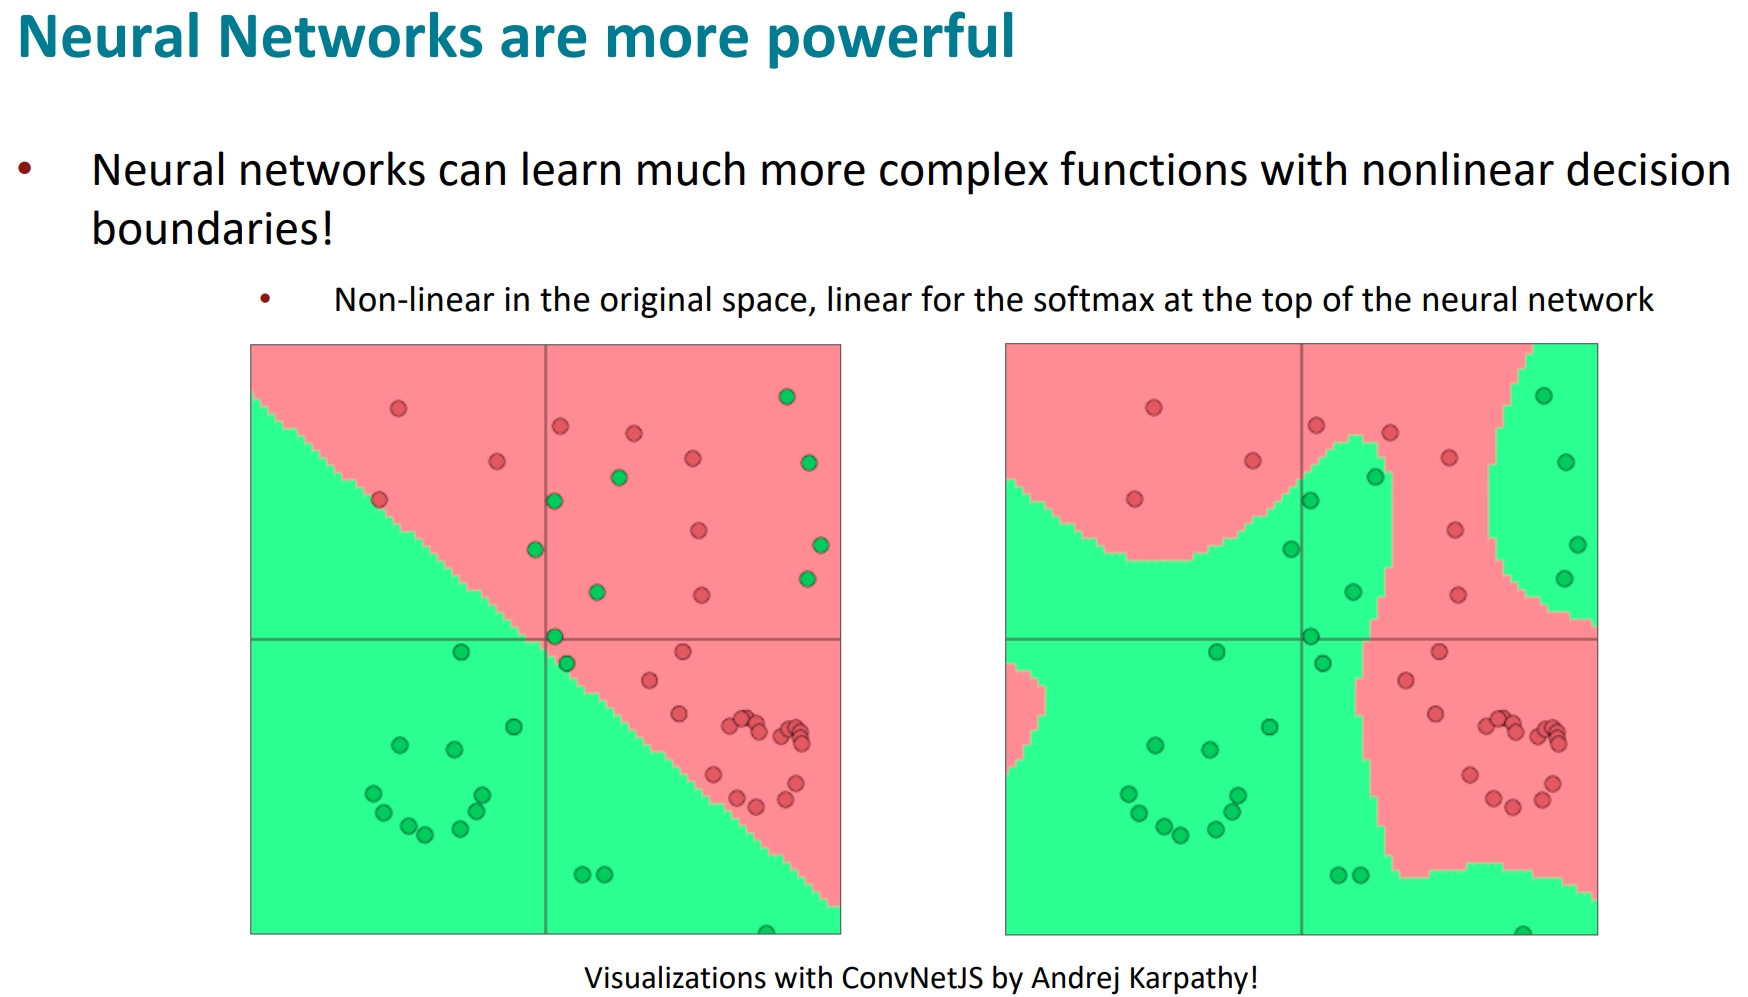 Neural Networks are more powerful
• Neural networks can learn much more complex functions with nonlinear decision
boundaries!
• Non-linear in the original space, linear for the softmax at the top of the neural network
Visualizations with ConvNetJS by Andrej Karpathy!